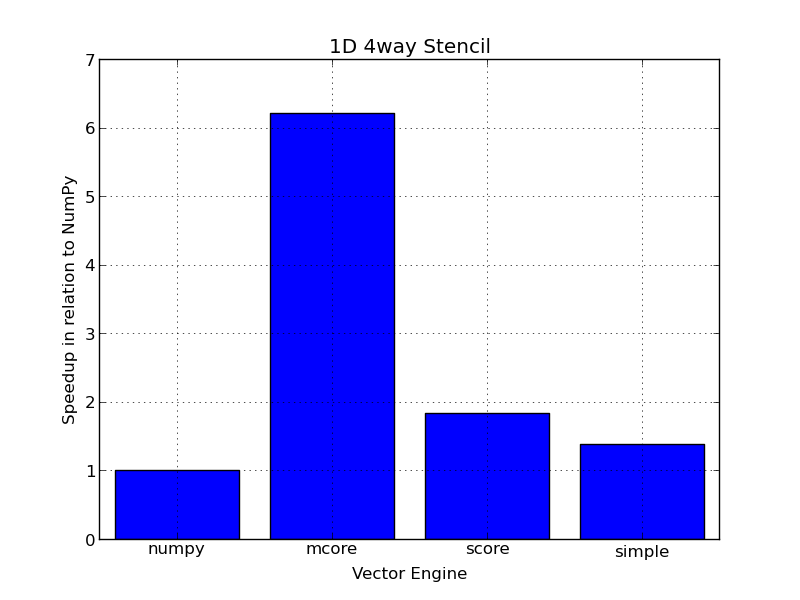 1D 4way Stencil
Speedup in relation to NumPy
7
6
5
4
3
2
1
0
numpy mcore score simple
Vector Engine